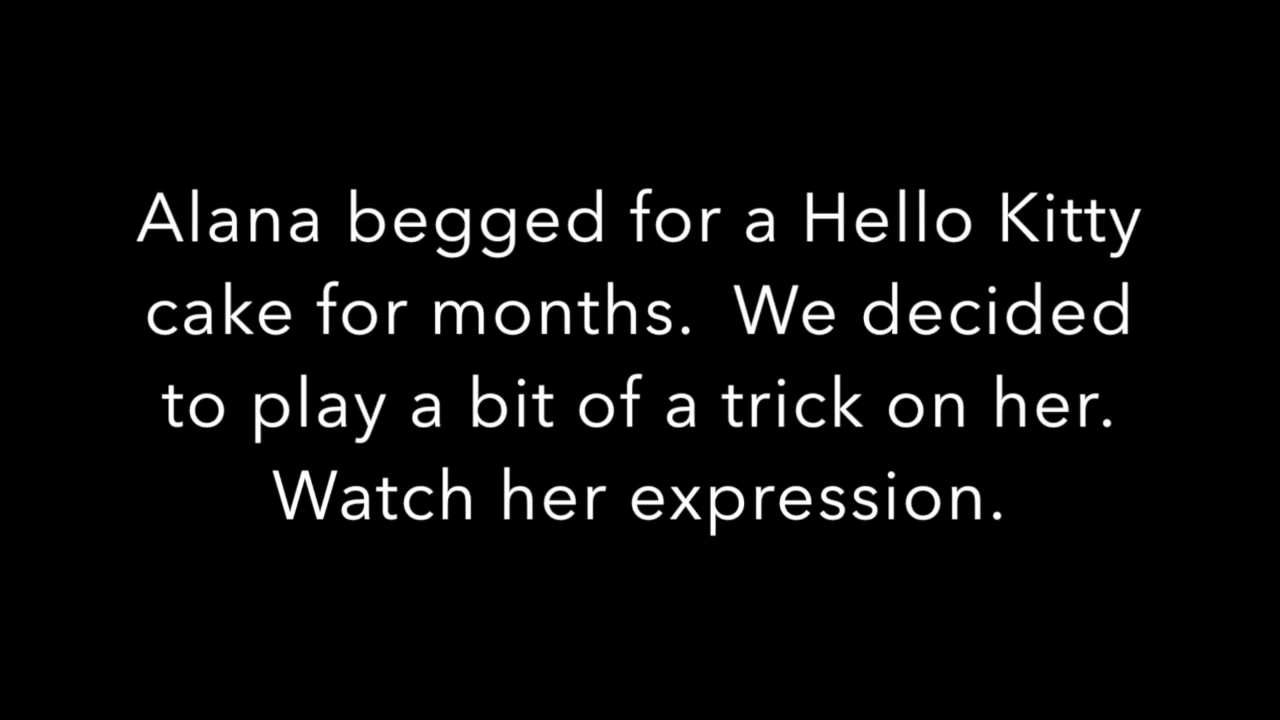 Alana begged for a Hello Kitty
cake for months.  We decided
to play a bit of a trick on her.
Watch her expression.